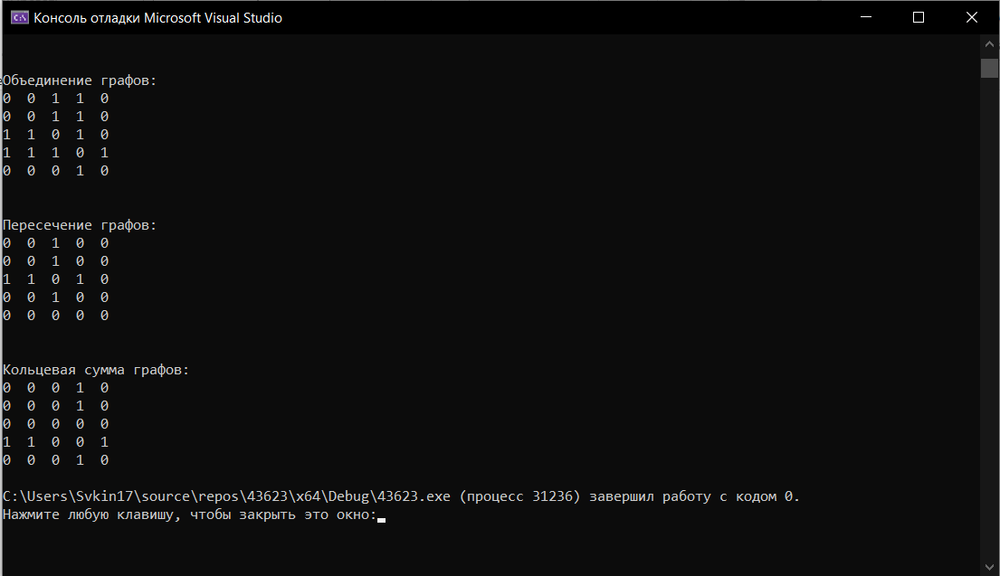 Консоль отладки Microsoft Visual Studio
Объединение графов:
0  0  1  1  0
0  0  1  1  0
1  1  0  1  0
1  1  1  0  1
0  0  0  1  0
Пересечение графов:
0  0  1  0  0
0  0  1  0  0
1  1  0  1  0
0  0  1  0  0
0  0  0  0  0
Кольцевая сумма графов:
0  0  0  1  0
0  0  0  1  0
0  0  0  0  0
1  1  0  0  1
0  0  0  1  0
C:\Users\Svkin17\source\repos\43623\x64\Debug\43623.exe (процесс 31236) завершил работу с кодом 0.
Нажмите любую клавишу, чтобы закрыть это окно: